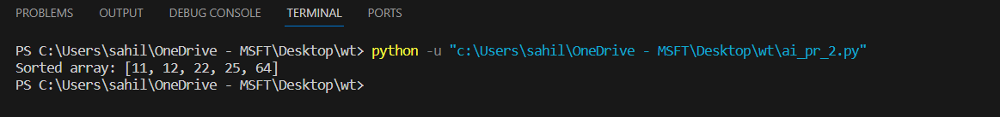 PROBLEMS OUTPUT DEBUG CONSOLE TERMINAL PORTS
PS C:\Users\sahil\OneDrive - MSFT\Desktop\wt> python -u "c:\Users\sahil\OneDrive - MSFT\Desktop\wt\ai_pr_2.py"
Sorted array: [11, 12, 22, 25, 64]
PS C:\Users\sahil\OneDrive - MSFT\Desktop\wt>